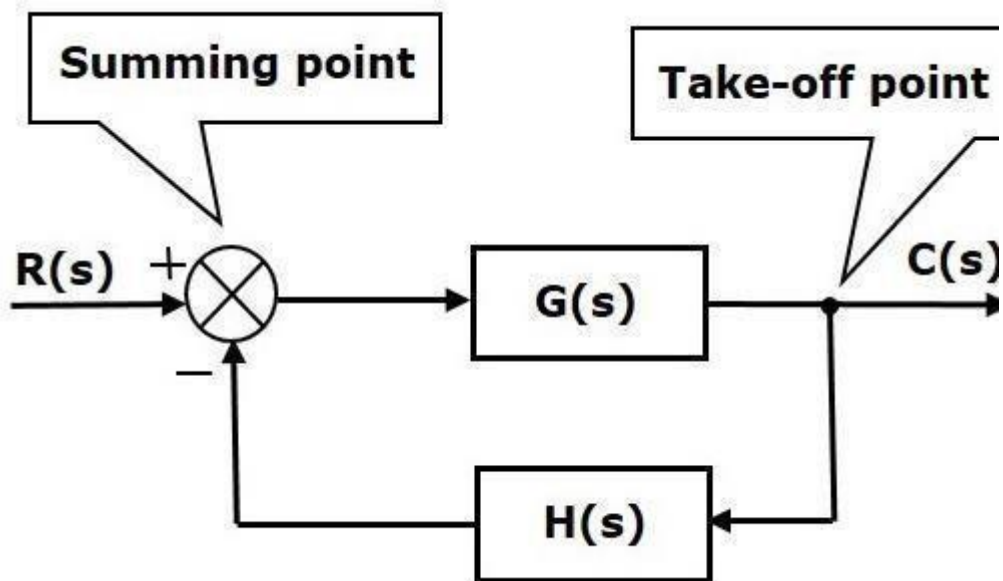 Summing point
Take-off point
R(s)
+
C(s)
G(s)
−
H(s)